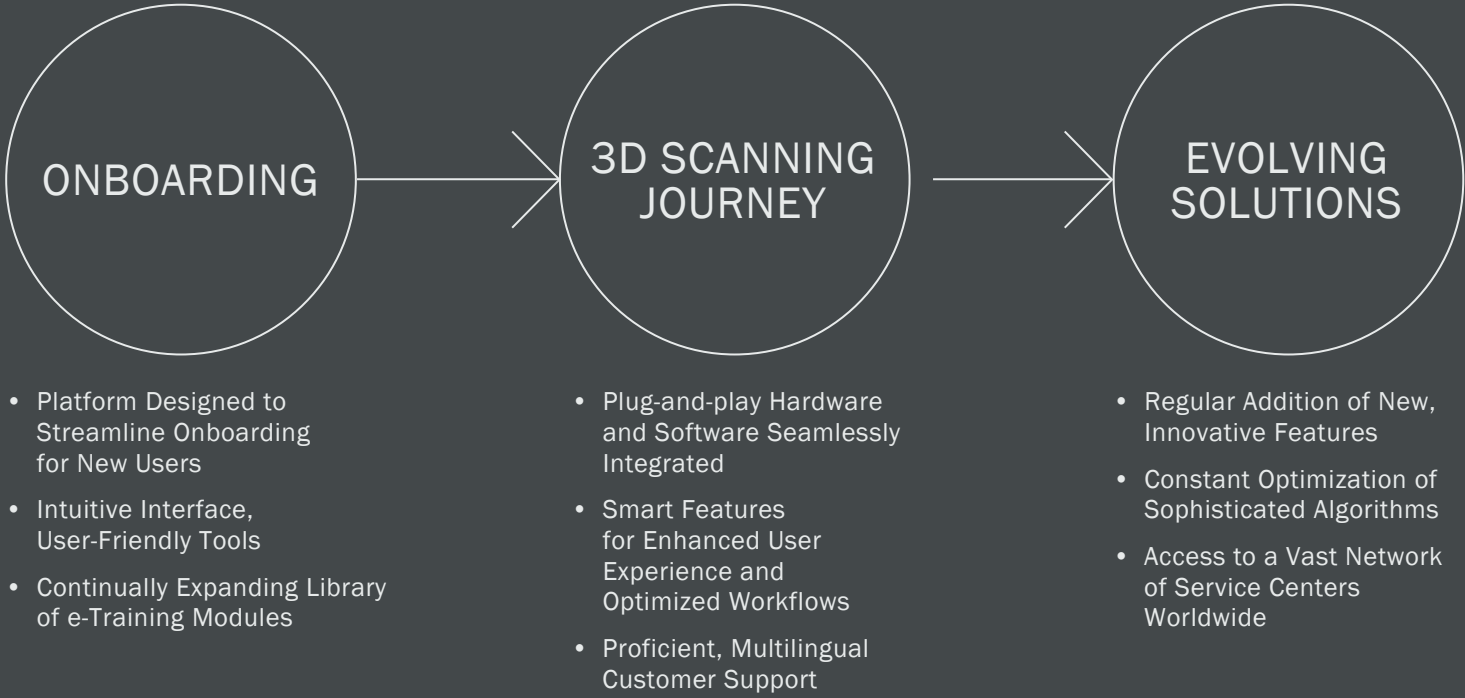 ONBOARDING
3D SCANNING
JOURNEY
EVOLVING
SOLUTIONS
• Platform Designed to
Streamline Onboarding
for New Users
• Intuitive Interface,
User-Friendly Tools
• Continually Expanding Library
of e-Training Modules
• Plug-and-play Hardware
and Software Seamlessly
Integrated
• Smart Features
for Enhanced User
Experience and
Optimized Workflows
• Proficient, Multilingual
Customer Support
• Regular Addition of New,
Innovative Features
• Constant Optimization of
Sophisticated Algorithms
• Access to a Vast Network
of Service Centers
Worldwide